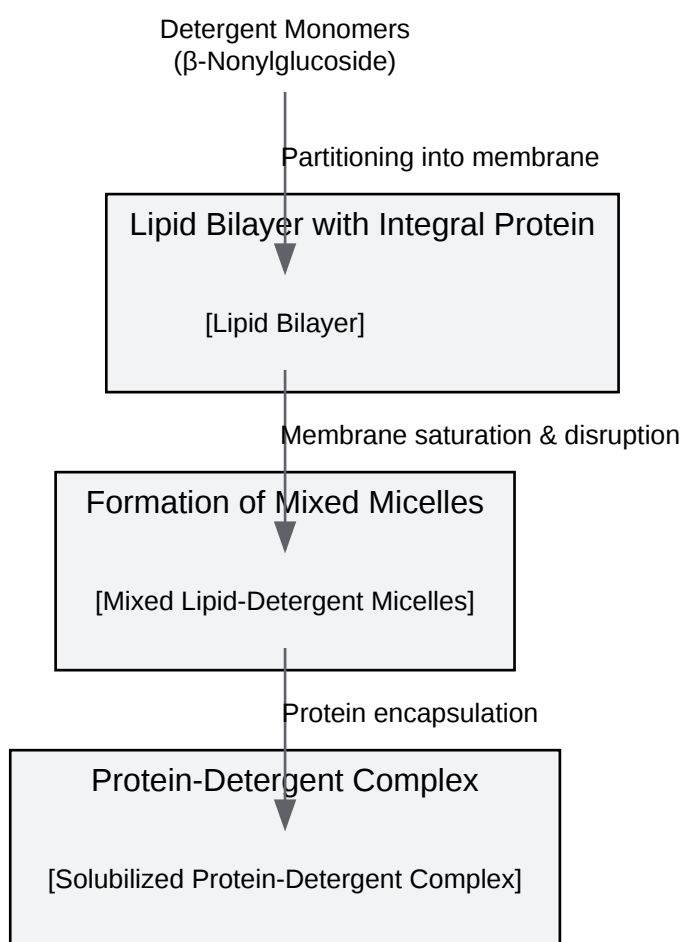 Detergent Monomers
(β-Nonylglucoside)
Partitioning into membrane
Lipid Bilayer with Integral Protein
[Lipid Bilayer]
Membrane saturation & disruption
Formation of Mixed Micelles
[Mixed Lipid-Detergent Micelles]
Protein encapsulation
Protein-Detergent Complex
[Solubilized Protein-Detergent Complex]